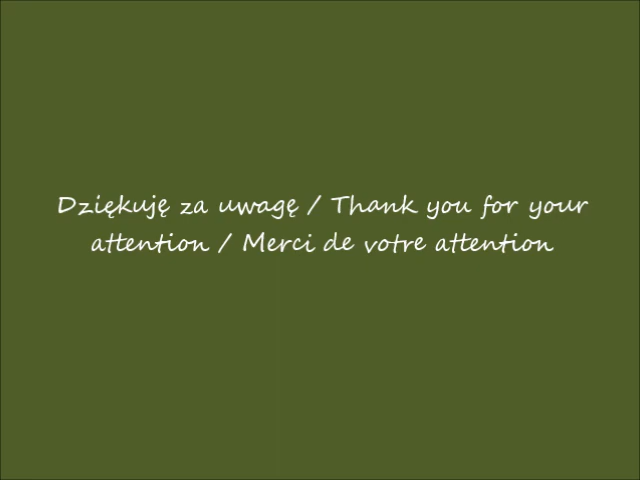 Dziękuję za uwagę / Thank you for your
attention / Merci de votre attention